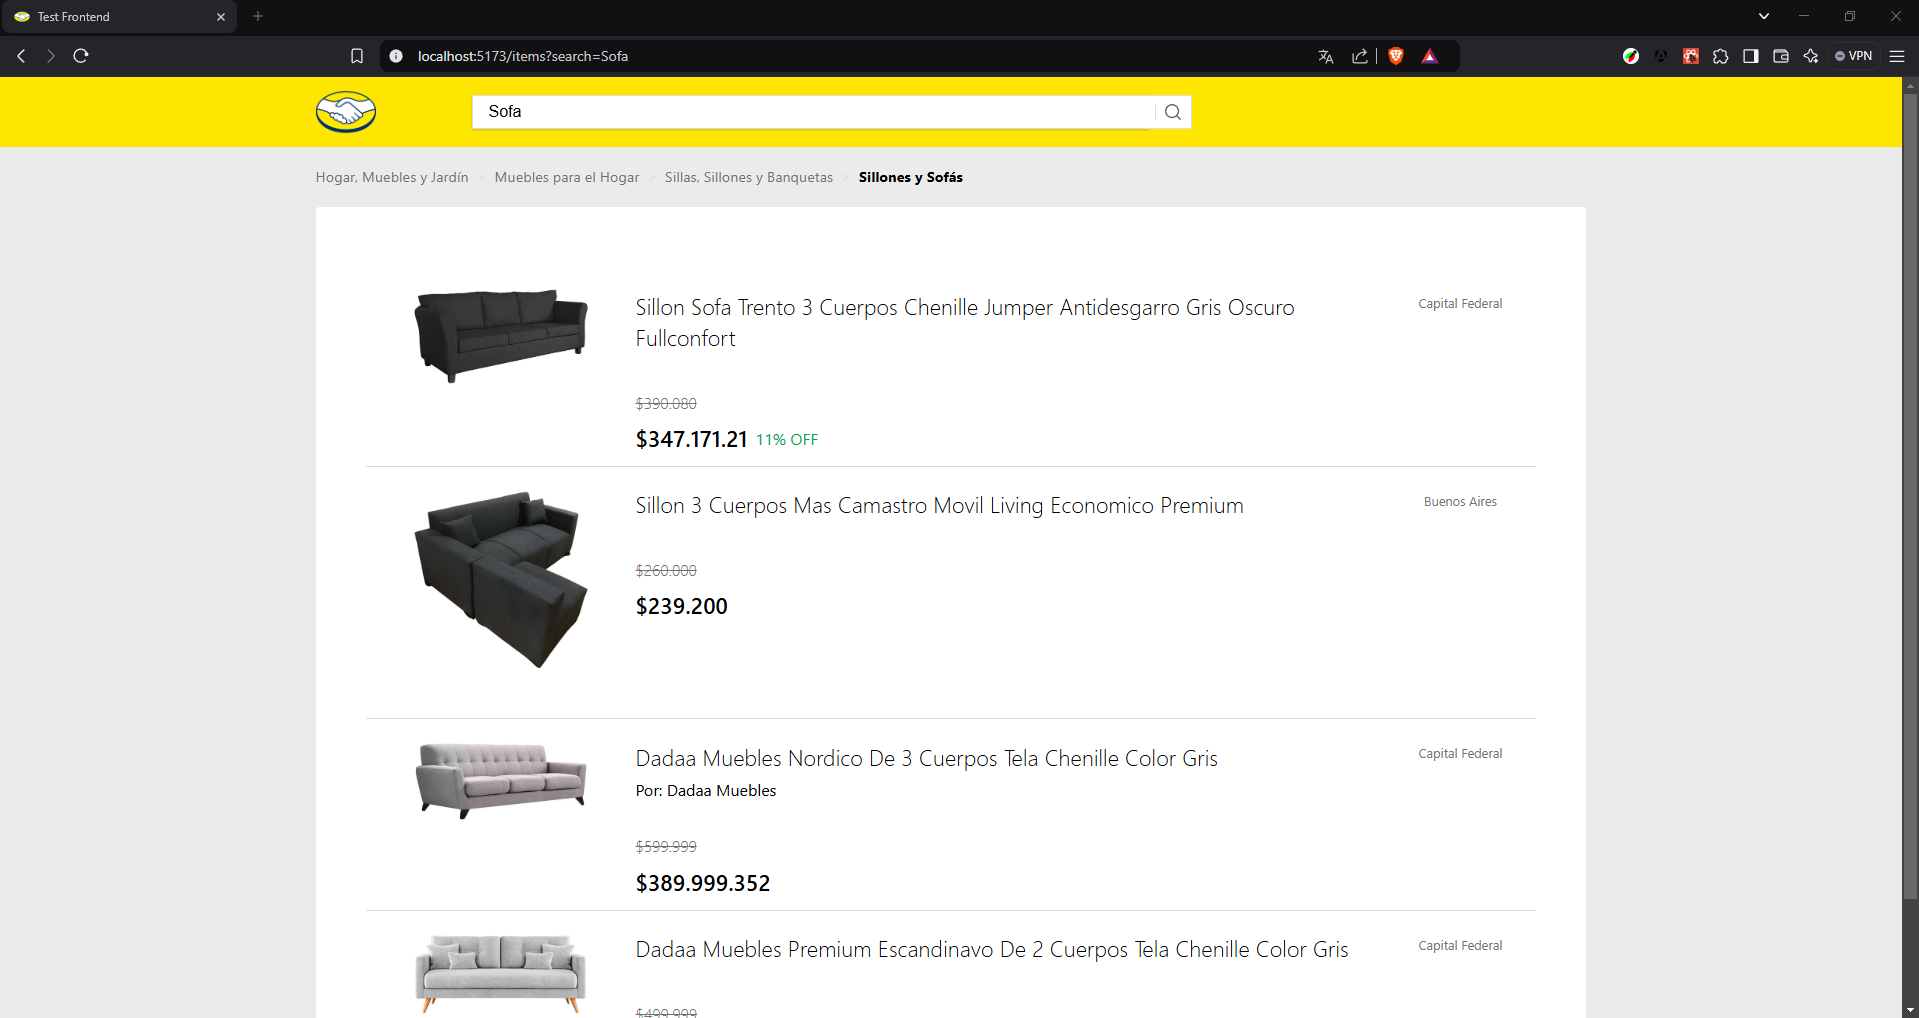 Test Frontend
localhost:5173/items?search=Sofa
VPN
Sofa
Hogar, Muebles y Jardín > Muebles para el Hogar > Sillas, Sillones y Banquetas > Sillones y Sofás
Sillon Sofa Trento 3 Cuerpos Chenille Jumper Antidesgarro Gris Oscuro
Fullconfort
Capital Federal
$390.080
$347.171.21 11% OFF
Sillon 3 Cuerpos Mas Camastro Movil Living Economico Premium
Buenos Aires
$260.000
$239.200
Dadaa Muebles Nordico De 3 Cuerpos Tela Chenille Color Gris
Capital Federal
Por: Dadaa Muebles
$599.999
$389.999.352
Dadaa Muebles Premium Escandinavo De 2 Cuerpos Tela Chenille Color Gris
Capital Federal
$499.999